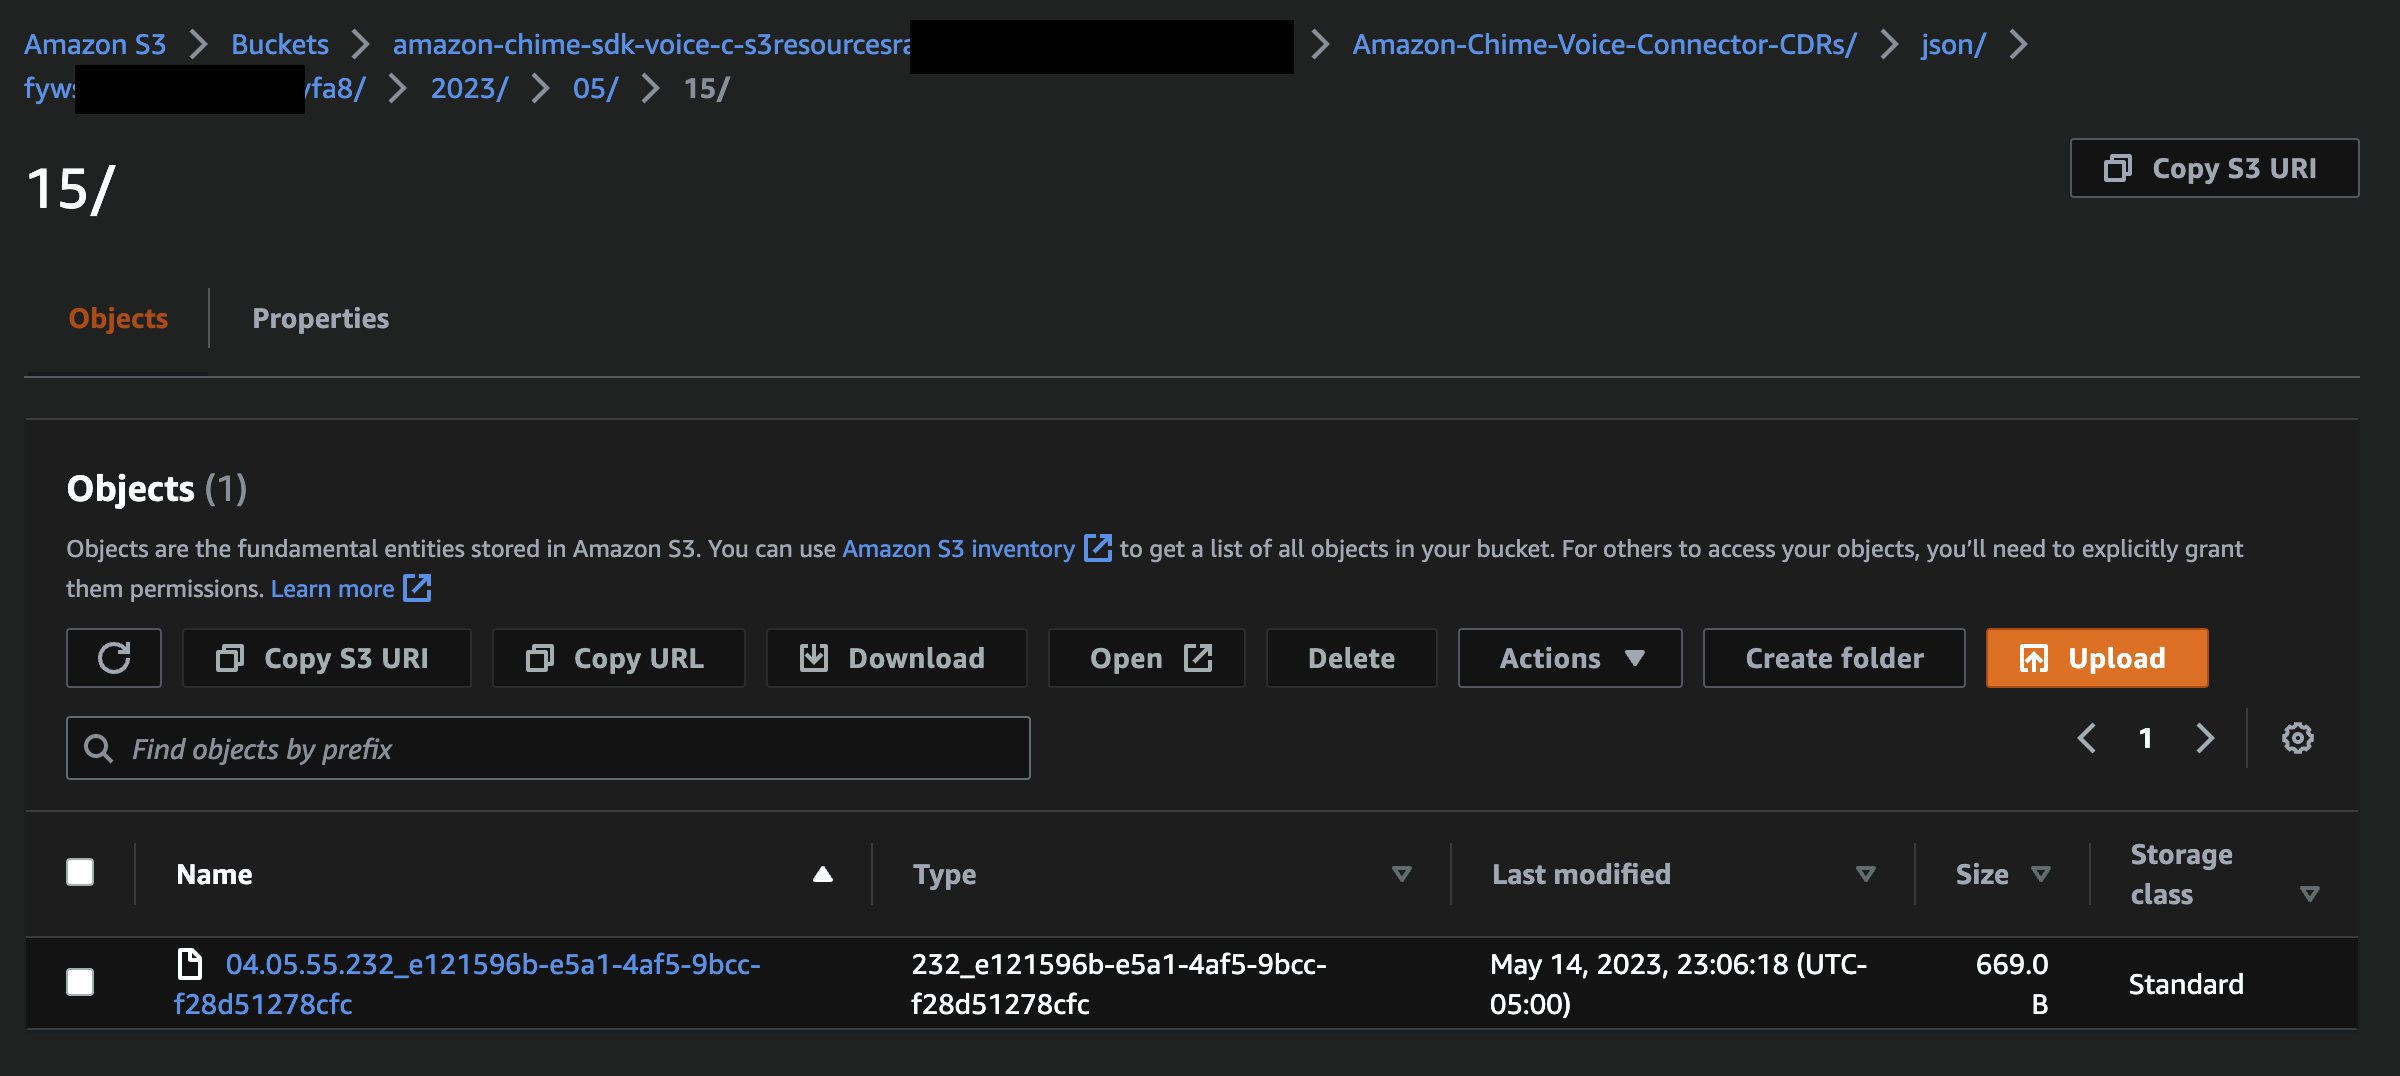 Amazon S3 > Buckets > amazon-chime-sdk-voice-c-s3resourcesra > Amazon-Chime-Voice-Connector-CDRs/ > json/ >
fyws yfa8/ > 2023/ > 05/ > 15/
15/
Copy S3 URI
Objects Properties
Objects (1)
Objects are the fundamental entities stored in Amazon S3. You can use Amazon S3 inventory to get a list of all objects in your bucket. For others to access your objects, you'll need to explicitly grant
them permissions. Learn more
Copy S3 URI Copy URL Download Open Delete Actions Create folder Upload
Find objects by prefix
1
Name Type Last modified Size Storage class
04.05.55.232_e121596b-e5a1-4af5-9bcc- 232_e121596b-e5a1-4af5-9bcc- May 14, 2023, 23:06:18 (UTC- 669.0 Standard
f28d51278cfc f28d51278cfc 05:00) B